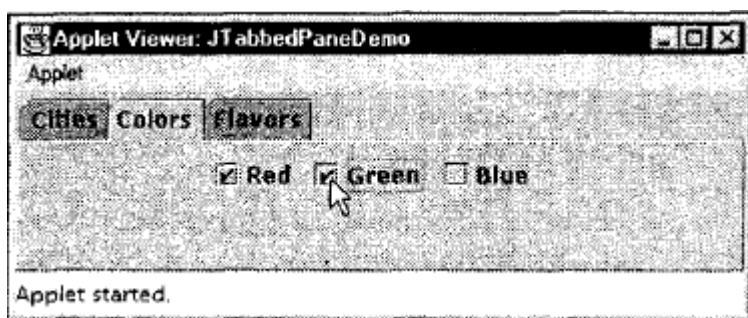 Applet Viewer: JTabbedPaneDemo
Applet
Cities Colors Flavors
Red Green Blue
Applet started.